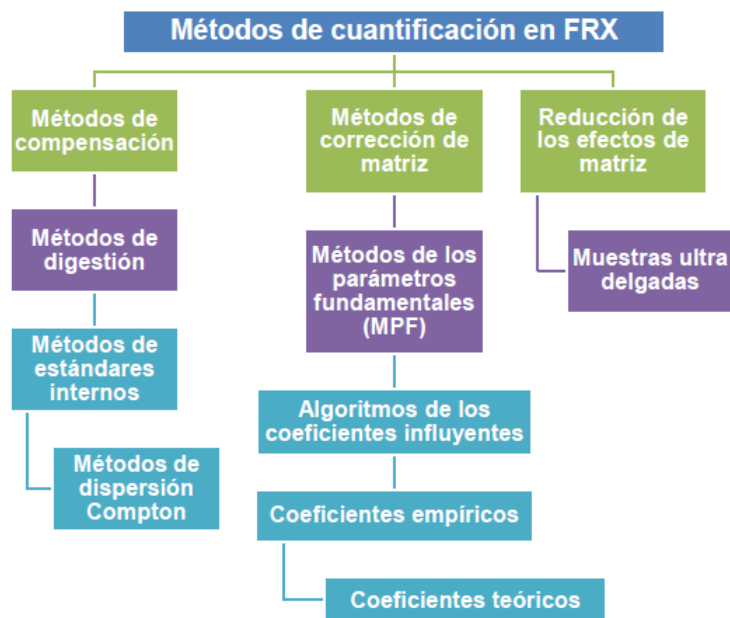 Métodos de cuantificación en FRX
Métodos de
compensación
Métodos de
digestión
Métodos de
estándares
internos
Métodos de
dispersión
Compton
Métodos de
corrección de
matriz
Métodos de los
parámetros
fundamentales
(MPF)
Algoritmos de los
coeficientes influyentes
Coeficientes empíricos
Coeficientes teóricos
Reducción de
los efectos de
matriz
Muestras ultra
delgadas